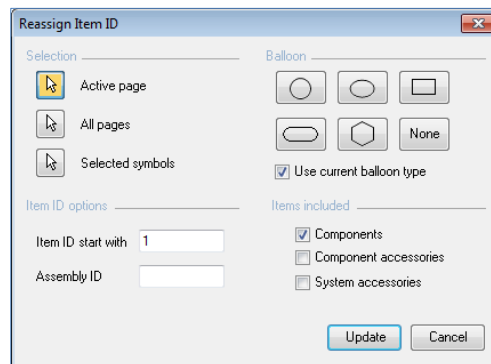 Reassign Item ID
Selection
Active page
All pages
Selected symbols
Balloon
None
Use current balloon type
Item ID options
Item ID start with 1
Assembly ID
Items included
Components
Component accessories
System accessories
Update Cancel